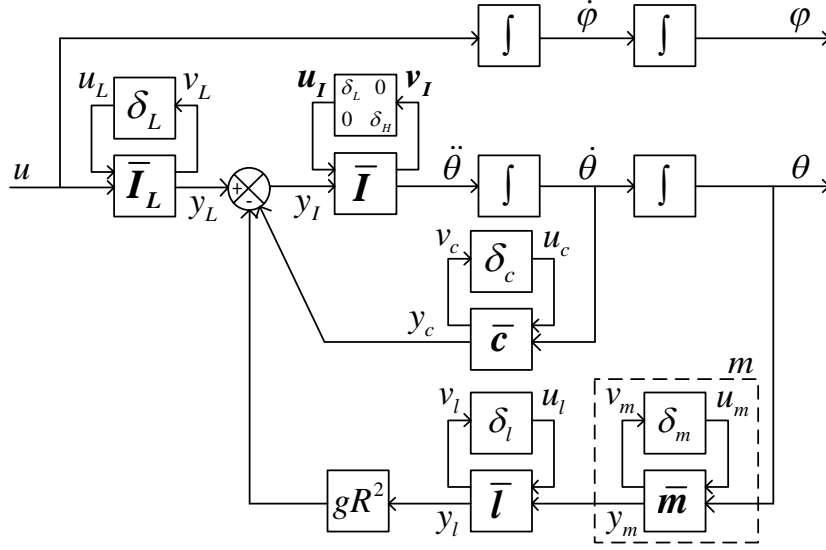 ∫ φ̇ ∫ φ
u_L δ_L v_L
u_I δ_L 0 v_I
0 δ_H
u Ī_L y_L + - y_I Ī θ̈ ∫ θ̇ ∫ θ
v_c δ_c u_c
y_c c̄
m
v_l δ_l u_l v_m δ_m u_m
gR² y_l l̄ y_m m̄